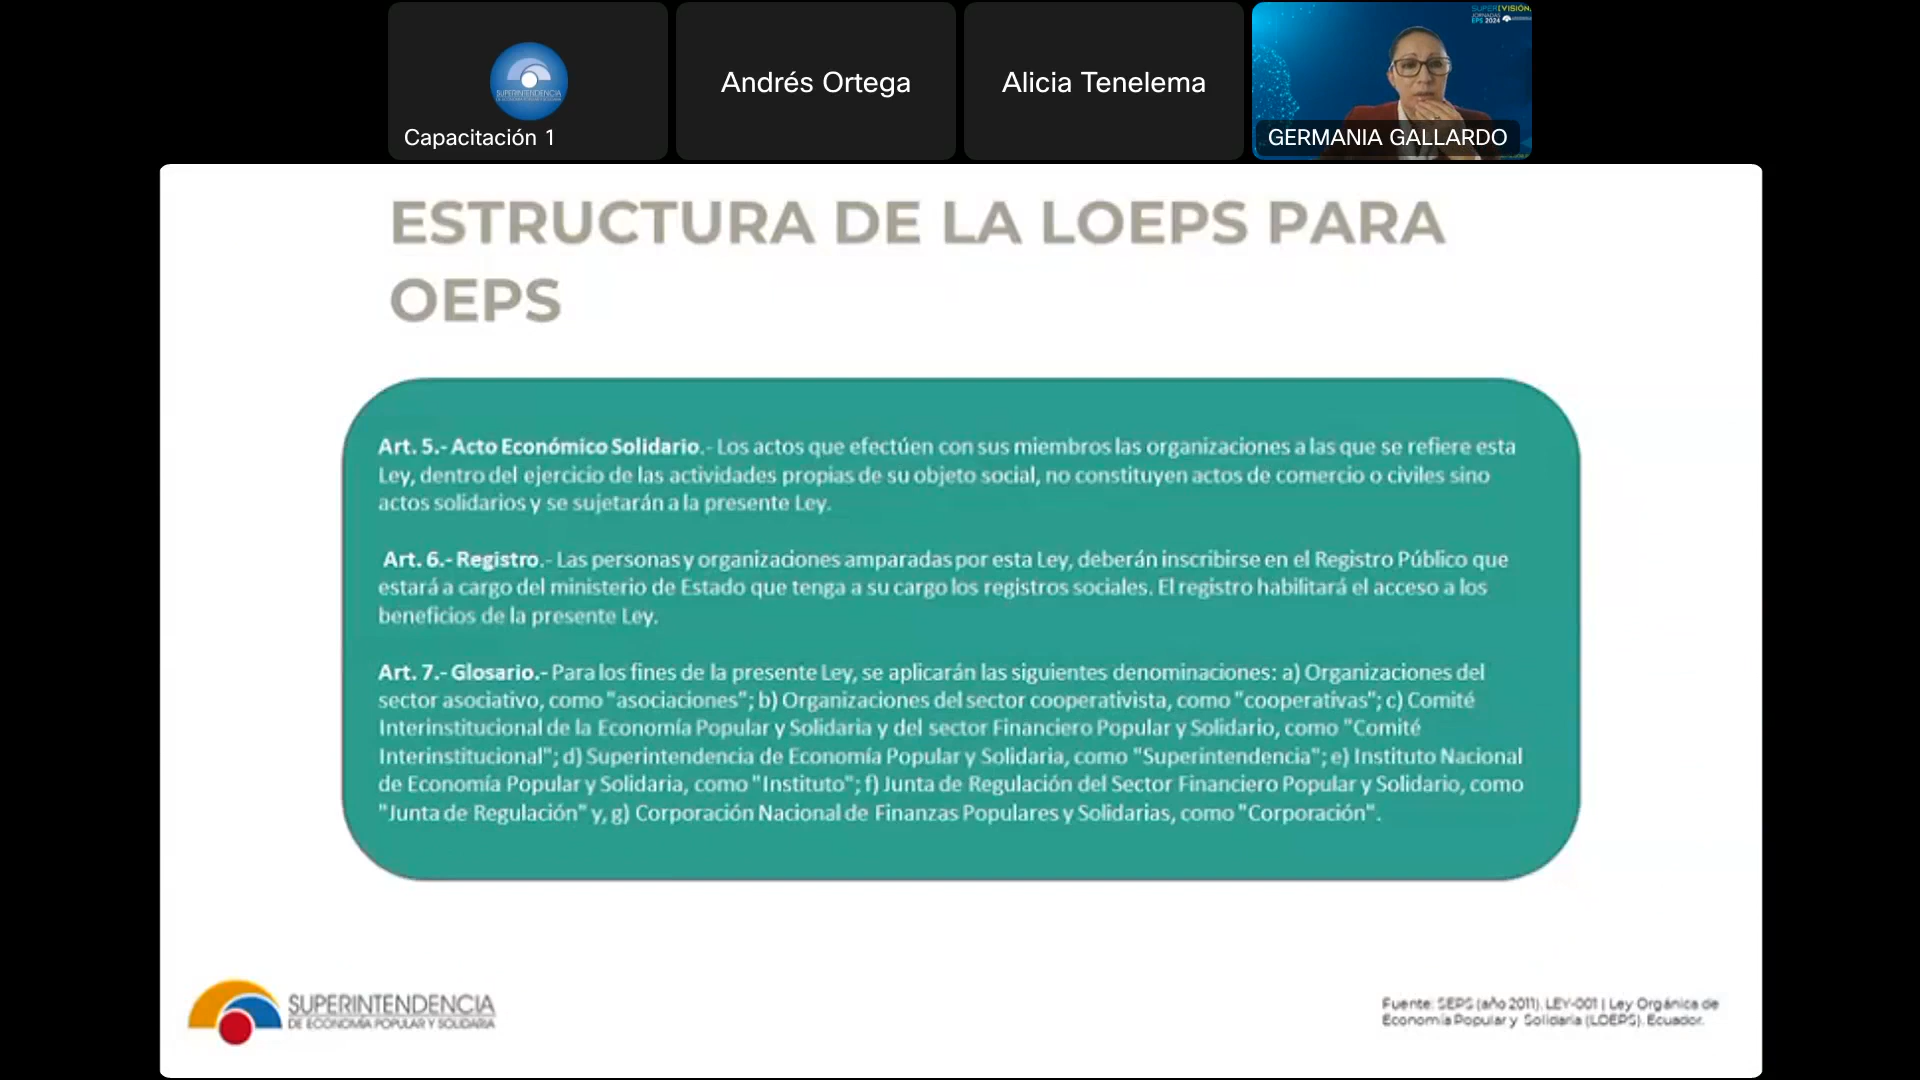 SUPER[VISIÓN]
JORNADAS
EPS 2024
SUPERINTENDENCIA
Capacitación 1
Andrés Ortega
Alicia Tenelema
GERMANIA GALLARDO
ESTRUCTURA DE LA LOEPS PARA
OEPS
Art. 5.- Acto Económico Solidario.- Los actos que efectúen con sus miembros las organizaciones a las que se refiere esta
Ley, dentro del ejercicio de las actividades propias de su objeto social, no constituyen actos de comercio o civiles sino
actos solidarios y se sujetarán a la presente Ley.
Art. 6.- Registro.- Las personas y organizaciones amparadas por esta Ley, deberán inscribirse en el Registro Público que
estará a cargo del ministerio de Estado que tenga a su cargo los registros sociales. El registro habilitará el acceso a los
beneficios de la presente Ley.
Art. 7.- Glosario.- Para los fines de la presente Ley, se aplicarán las siguientes denominaciones: a) Organizaciones del
sector asociativo, como "asociaciones"; b) Organizaciones del sector cooperativista, como "cooperativas"; c) Comité
Interinstitucional de la Economía Popular y Solidaria y del sector Financiero Popular y Solidario, como "Comité
Interinstitucional"; d) Superintendencia de Economía Popular y Solidaria, como "Superintendencia"; e) Instituto Nacional
de Economía Popular y Solidaria, como "Instituto"; f) Junta de Regulación del Sector Financiero Popular y Solidario, como
"Junta de Regulación" y, g) Corporación Nacional de Finanzas Populares y Solidarias, como "Corporación".
SUPERINTENDENCIA
DE ECONOMÍA POPULAR Y SOLIDARIA
Fuente: SEPS (año 2011), LEY-001 | Ley Orgánica de
Economía Popular y Solidaria (LOEPS). Ecuador.